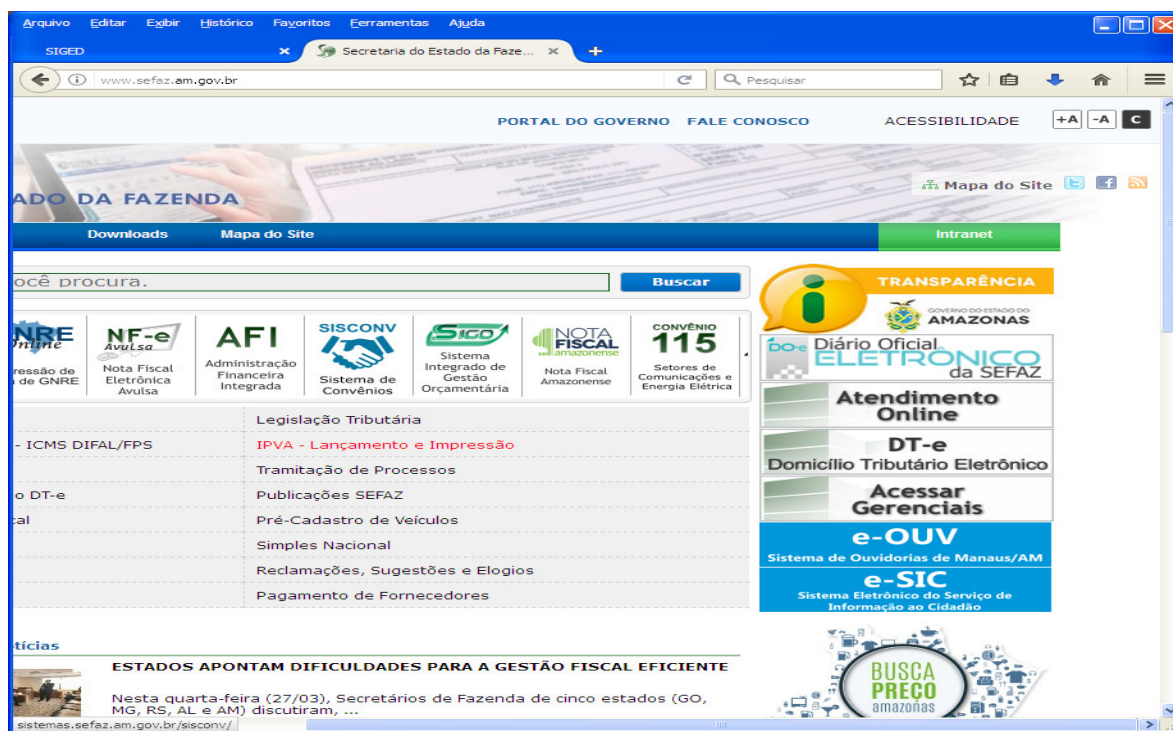 Arquivo Editar Exibir Histórico Favoritos Ferramentas Ajuda
SIGED
Secretaria do Estado da Faze...
www.sefaz.am.gov.br
Pesquisar
PORTAL DO GOVERNO FALE CONOSCO ACESSIBILIDADE +A -A C
ADO DA FAZENDA
Mapa do Site
Downloads Mapa do Site Intranet
ocê procura. Buscar
TRANSPARÊNCIA
GOVERNO DO ESTADO DO
AMAZONAS
NRE
nline
ressão de
de GNRE
NF-e
Avulsa
Nota Fiscal
Eletrônica
Avulsa
AFI
Administração
Financeira
Integrada
SISCONV
Sistema de
Convênios
SIGO
Sistema
Integrado de
Gestão
Orçamentária
NOTA
FISCAL
amazonense
Nota Fiscal
Amazonense
CONVÊNIO
115
Setores de
Comunicações e
Energia Elétrica
DO-e Diário Oficial
ELETRÔNICO
da SEFAZ
Atendimento
Online
DT-e
Domicílio Tributário Eletrônico
Acessar
Gerenciais
e-OUV
Sistema de Ouvidorias de Manaus/AM
e-SIC
Sistema Eletrônico do Serviço de
Informação ao Cidadão
Legislação Tributária
- ICMS DIFAL/FPS IPVA - Lançamento e Impressão
Tramitação de Processos
o DT-e Publicações SEFAZ
al Pré-Cadastro de Veículos
Simples Nacional
Reclamações, Sugestões e Elogios
Pagamento de Fornecedores
tícias
ESTADOS APONTAM DIFICULDADES PARA A GESTÃO FISCAL EFICIENTE
Nesta quarta-feira (27/03), Secretários de Fazenda de cinco estados (GO,
MG, RS, AL e AM) discutiram, ...
BUSCA
PREÇO
amazonas
sistemas.sefaz.am.gov.br/sisconv/